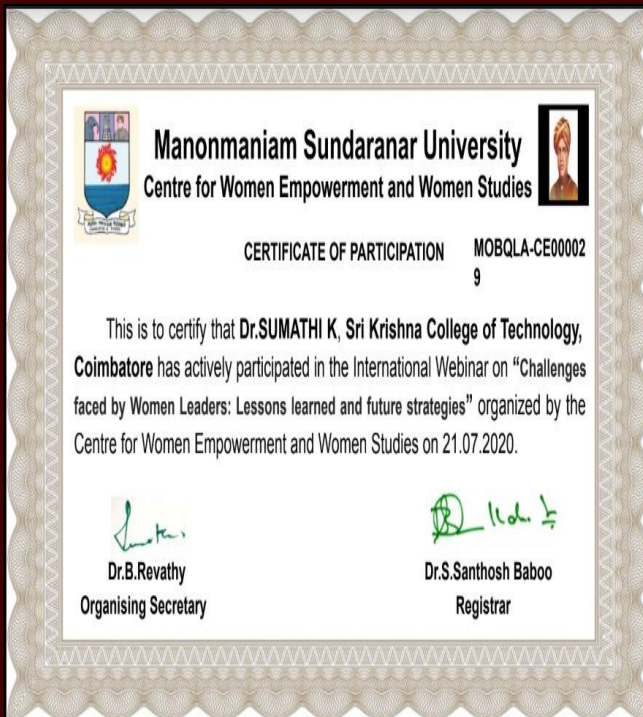 Manonmaniam Sundaranar University
Centre for Women Empowerment and Women Studies
CERTIFICATE OF PARTICIPATION
MOBQLA-CE00002
9
This is to certify that Dr.SUMATHI K, Sri Krishna College of Technology,
Coimbatore has actively participated in the International Webinar on “Challenges
faced by Women Leaders: Lessons learned and future strategies” organized by the
Centre for Women Empowerment and Women Studies on 21.07.2020.
Dr.B.Revathy
Organising Secretary
Dr.S.Santhosh Baboo
Registrar